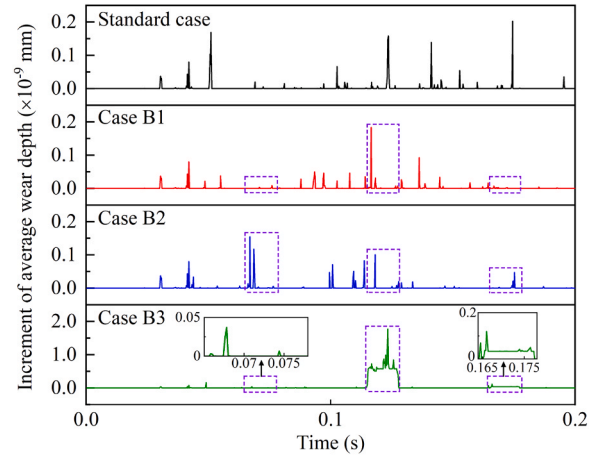 Increment of average wear depth (×10⁻⁹ mm)
Standard case
0.2
0.1
0.0
Case B1
0.2
0.1
0.0
Case B2
0.2
0.1
0.0
Case B3
2.0
1.0
0.0
0.05
0
0.07 0.075
0.2
0
0.165 0.175
0.0 0.1 0.2
Time (s)